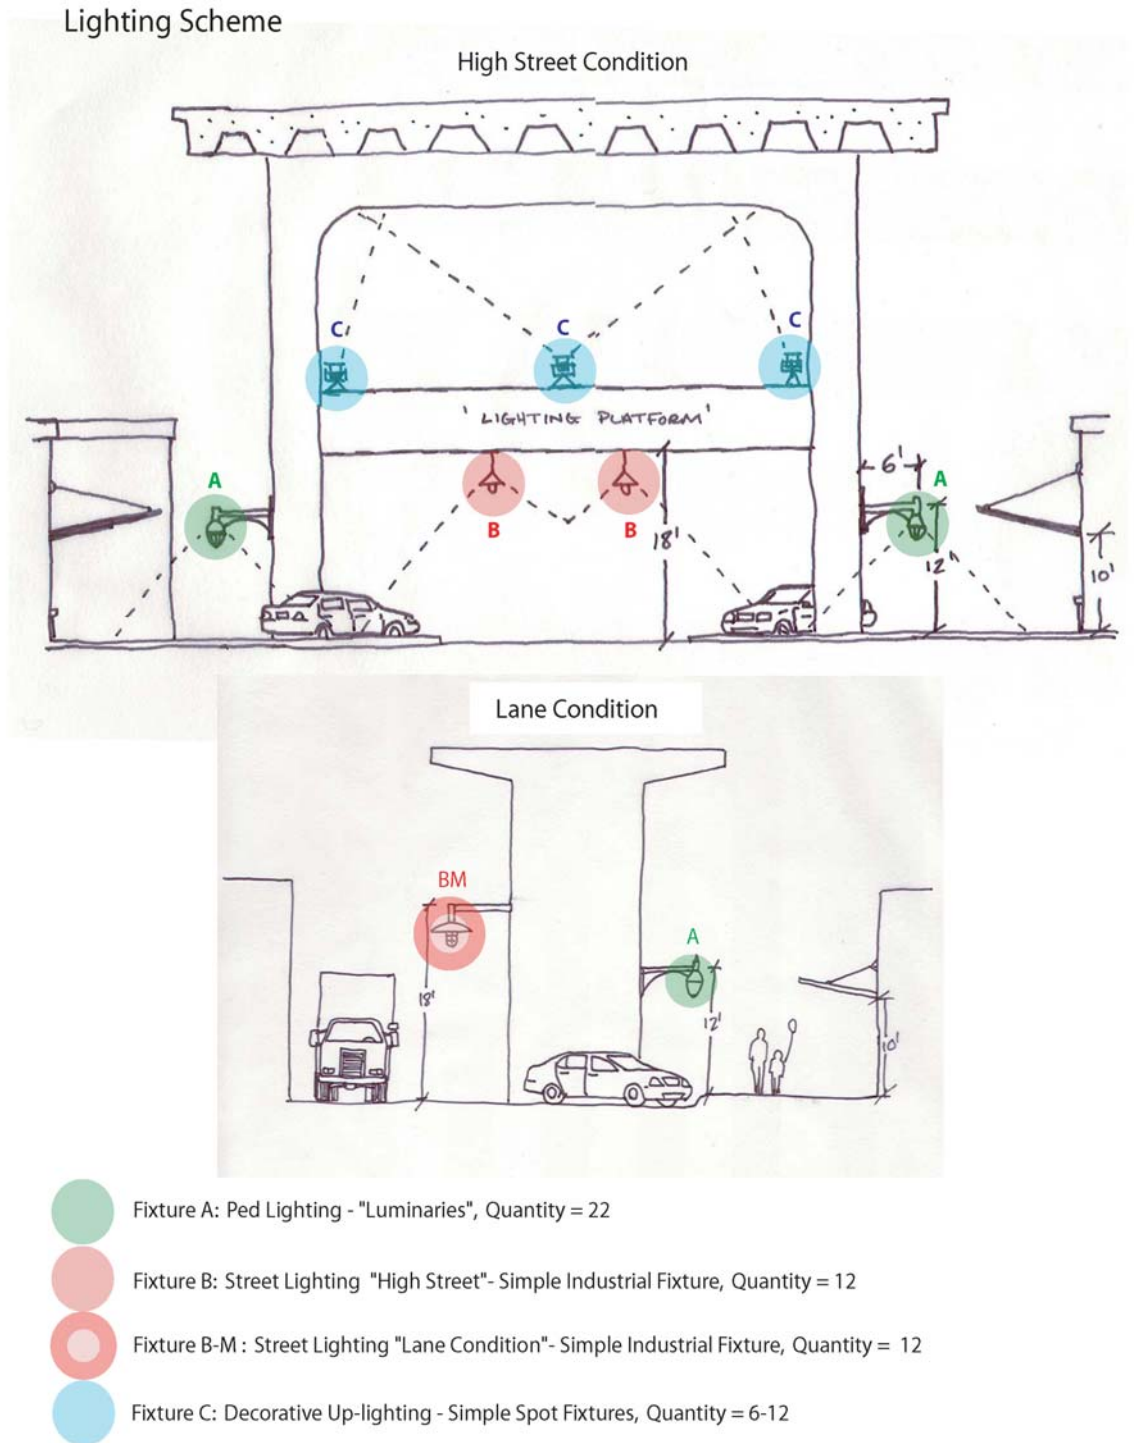 Lighting Scheme
High Street Condition
C
C
C
'LIGHTING PLATFORM'
6'
A
A
B
B
18'
12'
10'
Lane Condition
BM
A
18'
12'
10'
Fixture A: Ped Lighting - "Luminaries", Quantity = 22
Fixture B: Street Lighting "High Street"- Simple Industrial Fixture, Quantity = 12
Fixture B-M : Street Lighting "Lane Condition"- Simple Industrial Fixture, Quantity = 12
Fixture C: Decorative Up-lighting - Simple Spot Fixtures, Quantity = 6-12